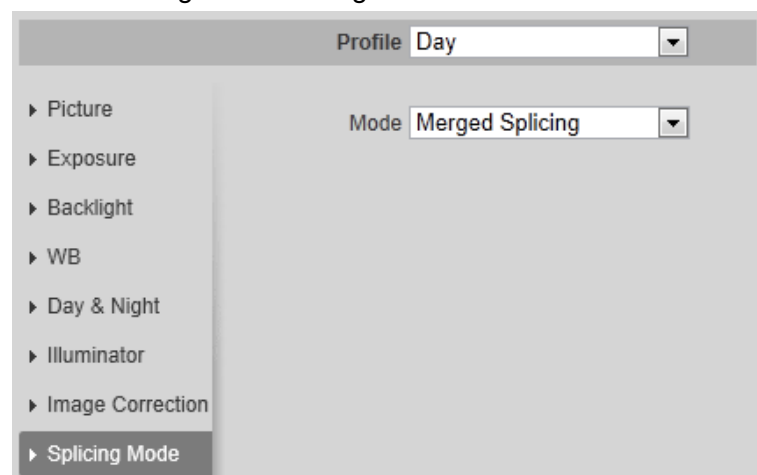 Profile Day
Picture
Mode Merged Splicing
Exposure
Backlight
WB
Day & Night
Illuminator
Image Correction
Splicing Mode